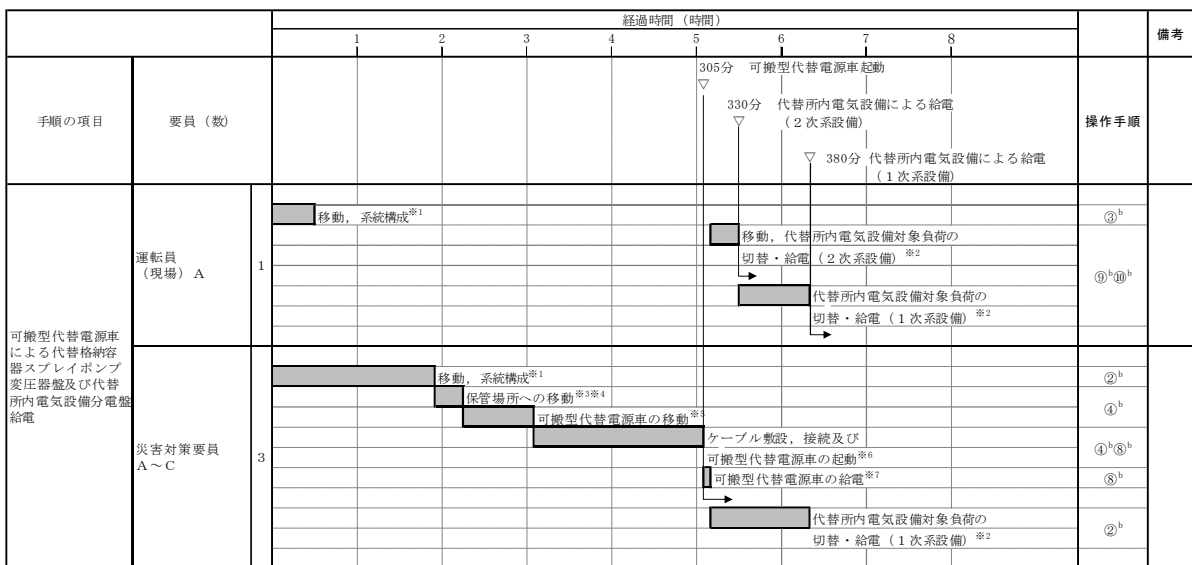 経過時間（時間）
備考
1 2 3 4 5 6 7 8
手順の項目
要員（数）
操作手順
305分　可搬型代替電源車起動
▽
330分　代替所内電気設備による給電
▽ （２次系設備）
▽ 380分　代替所内電気設備による給電
（１次系設備）
可搬型代替電源車
による代替格納容
器スプレイポンプ
変圧器盤及び代替
所内電気設備分電盤
給電
運転員
（現場）Ａ
1
移動，系統構成※1
③b
移動，代替所内電気設備対象負荷の
切替・給電（２次系設備）※2
⑨b⑩b
代替所内電気設備対象負荷の
切替・給電（１次系設備）※2
災害対策要員
Ａ～Ｃ
3
移動，系統構成※1
②b
保管場所への移動※3※4
④b
可搬型代替電源車の移動※5
ケーブル敷設，接続及び
可搬型代替電源車の起動※6
④b⑧b
可搬型代替電源車の給電※7
⑧b
代替所内電気設備対象負荷の
切替・給電（１次系設備）※2
②b